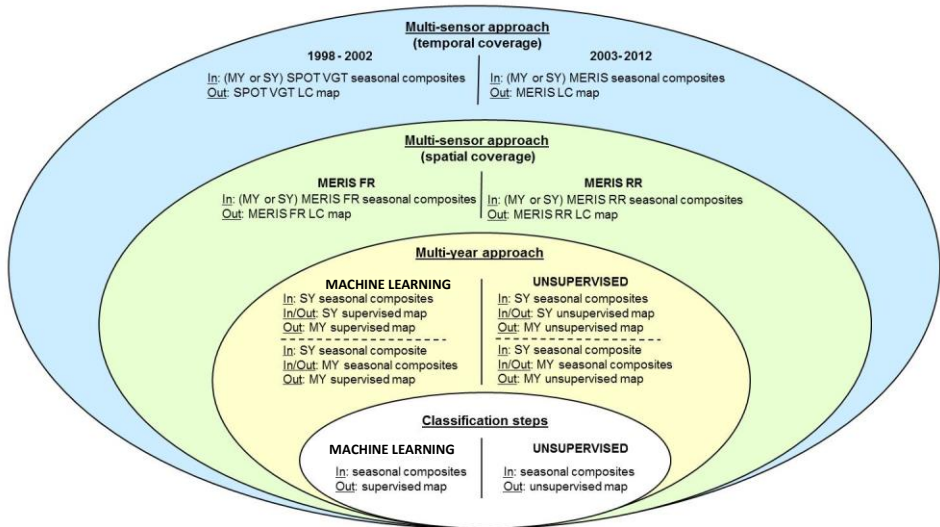 Multi-sensor approach
(temporal coverage)
1998 - 2002
In: (MY or SY) SPOT VGT seasonal composites
Out: SPOT VGT LC map
2003-2012
In: (MY or SY) MERIS seasonal composites
Out: MERIS LC map
Multi-sensor approach
(spatial coverage)
MERIS FR
In: (MY or SY) MERIS FR seasonal composites
Out: MERIS FR LC map
MERIS RR
In: (MY or SY) MERIS RR seasonal composites
Out: MERIS RR LC map
Multi-year approach
MACHINE LEARNING
In: SY seasonal composites
In/Out: SY supervised map
Out: MY supervised map
In: SY seasonal composite
In/Out: MY seasonal composites
Out: MY supervised map
UNSUPERVISED
In: SY seasonal composites
In/Out: SY unsupervised map
Out: MY unsupervised map
In: SY seasonal composite
In/Out: MY seasonal composites
Out: MY unsupervised map
Classification steps
MACHINE LEARNING
In: seasonal composites
Out: supervised map
UNSUPERVISED
In: seasonal composites
Out: unsupervised map